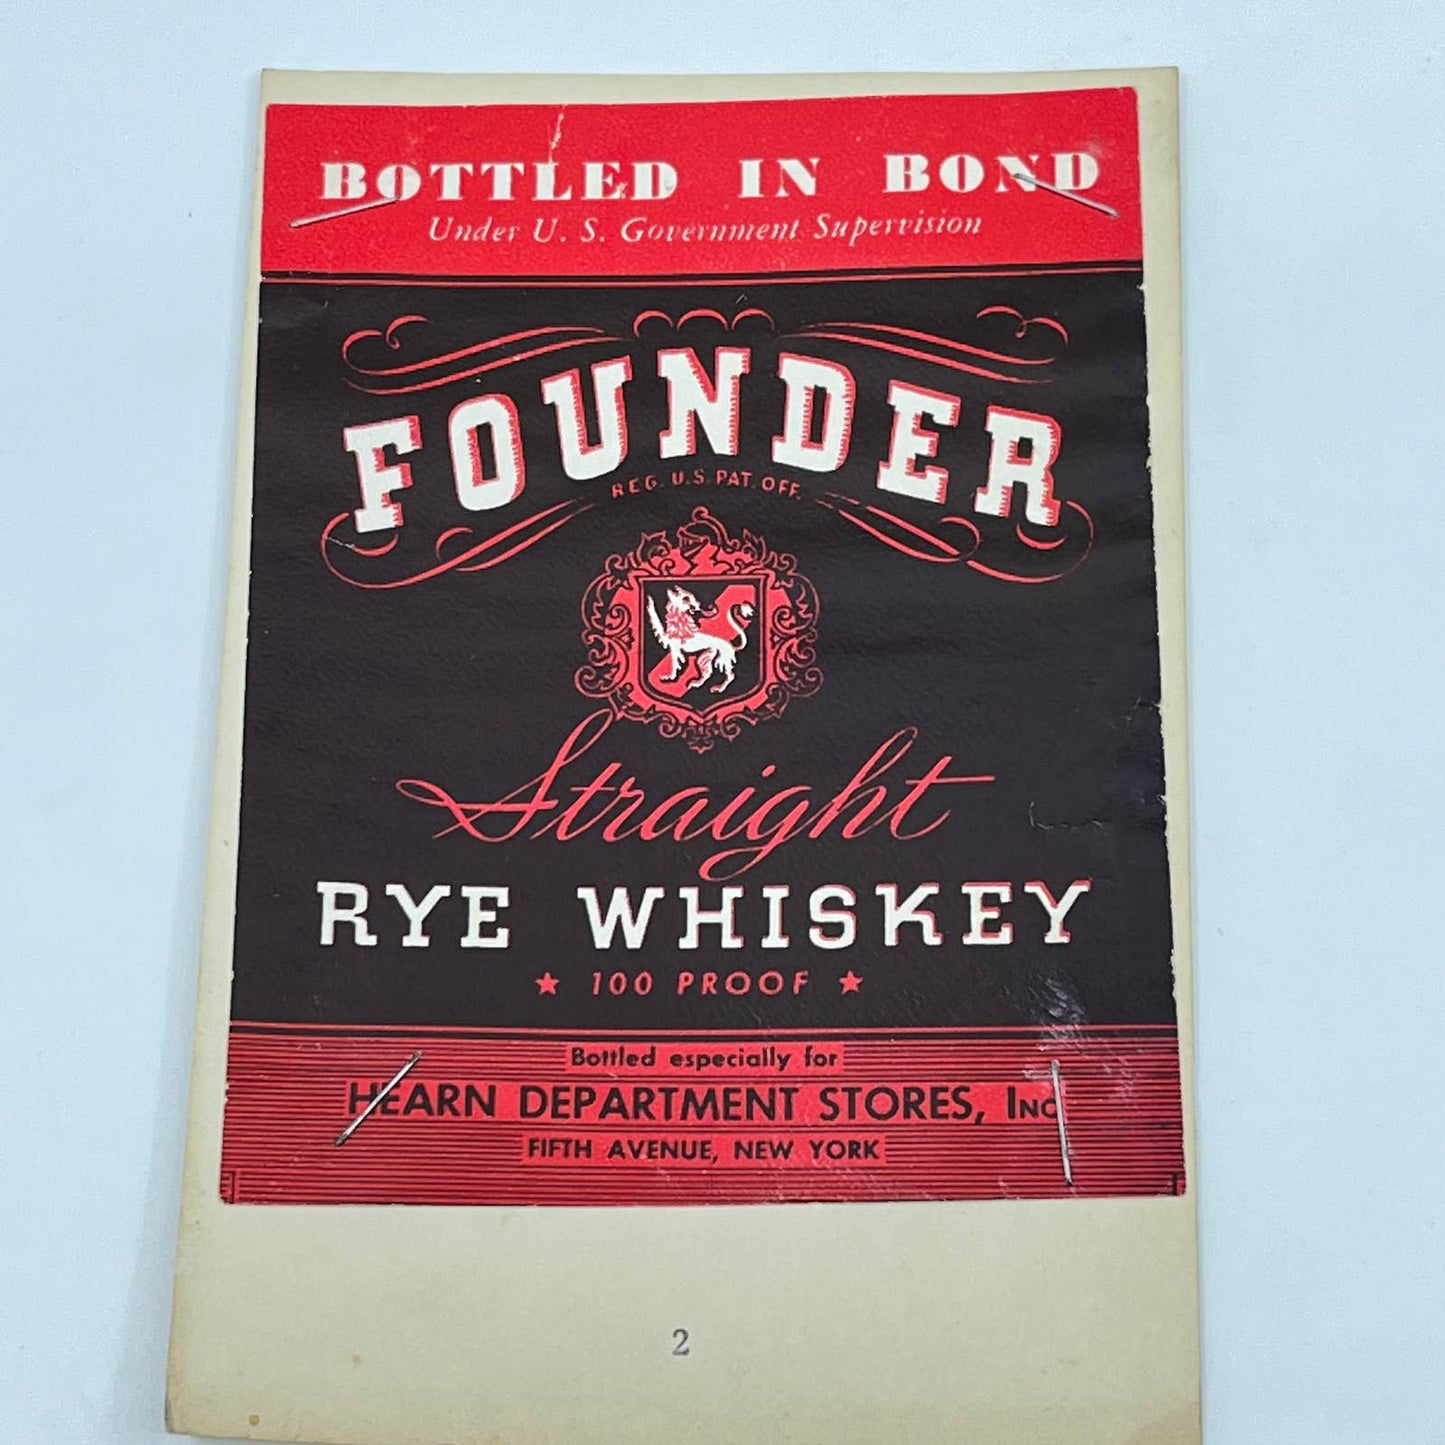 BOTTLED IN BOND
Under U. S. Government Supervision
FOUNDER
REG. U.S. PAT. OFF.
Straight
RYE WHISKEY
★ 100 PROOF ★
Bottled especially for
HEARN DEPARTMENT STORES, INC
FIFTH AVENUE, NEW YORK
2